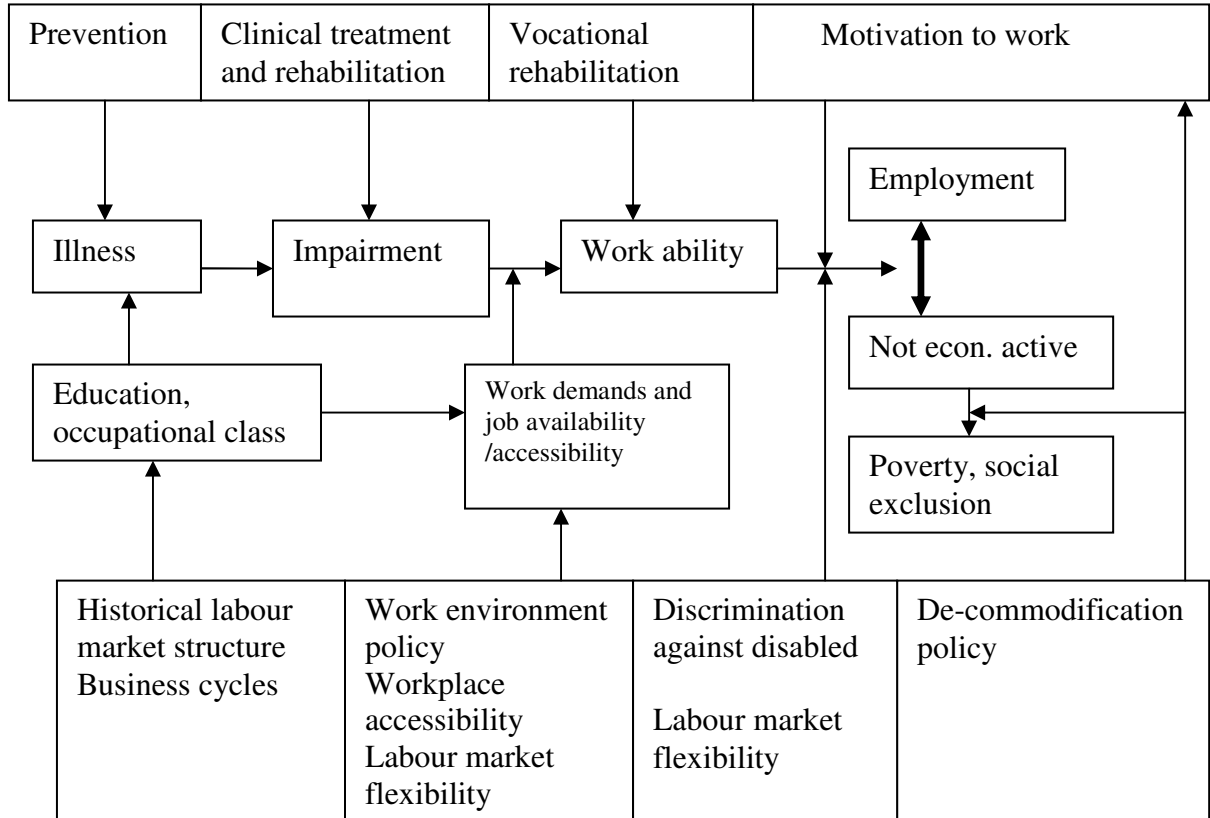 Prevention
Clinical treatment
and rehabilitation
Vocational
rehabilitation
Motivation to work
Employment
Illness
Impairment
Work ability
Not econ. active
Education,
occupational class
Work demands and
job availability
/accessibility
Poverty, social
exclusion
Historical labour
market structure
Business cycles
Work environment
policy
Workplace
accessibility
Labour market
flexibility
Discrimination
against disabled
Labour market
flexibility
De-commodification
policy